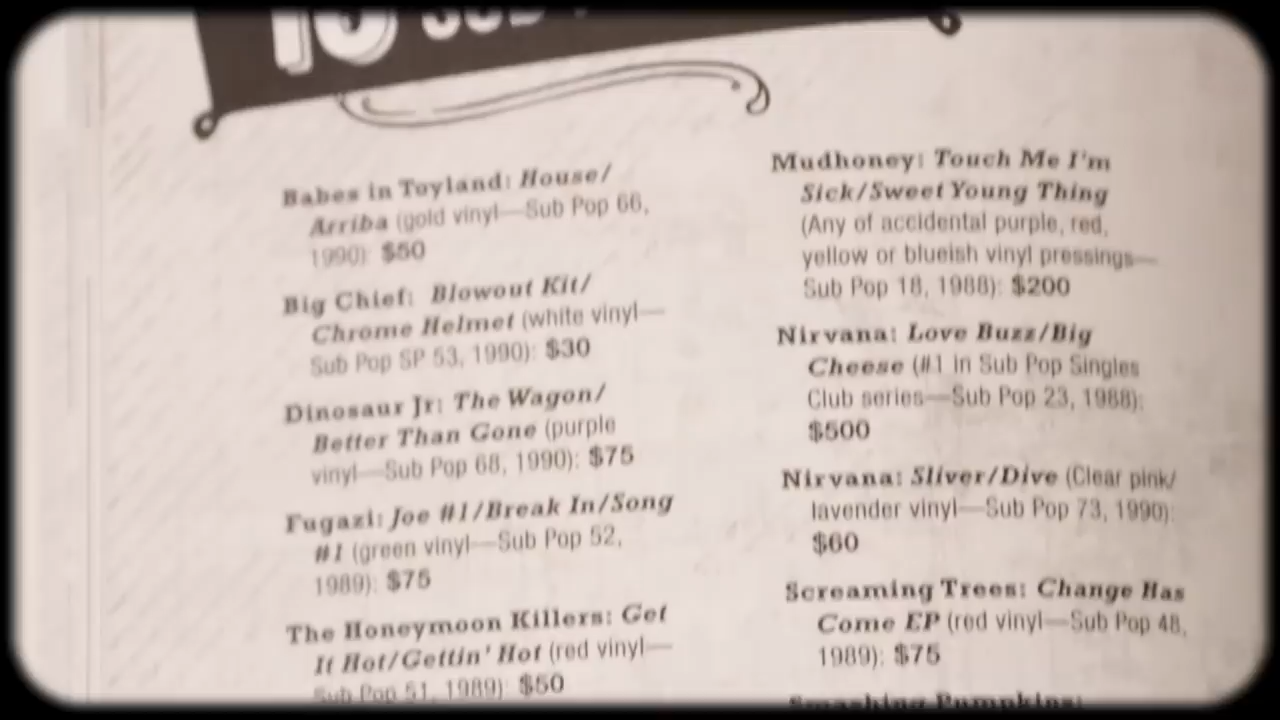 10
Babes in Toyland: House/
Arriba (gold vinyl—Sub Pop 66,
1990): $50
Big Chief: Blowout Kit/
Chrome Helmet (white vinyl—
Sub Pop SP 53, 1990): $30
Dinosaur Jr: The Wagon/
Better Than Gone (purple
vinyl—Sub Pop 68, 1990): $75
Fugazi: Joe #1/Break In/Song
#1 (green vinyl—Sub Pop 52,
1989): $75
The Honeymoon Killers: Get
It Hot/Gettin' Hot (red vinyl—
Sub Pop 51, 1989): $50
Mudhoney: Touch Me I'm
Sick/Sweet Young Thing
(Any of accidental purple, red,
yellow or blueish vinyl pressings—
Sub Pop 18, 1988): $200
Nirvana: Love Buzz/Big
Cheese (#1 in Sub Pop Singles
Club series—Sub Pop 23, 1988):
$500
Nirvana: Sliver/Dive (Clear pink/
lavender vinyl—Sub Pop 73, 1990):
$60
Screaming Trees: Change Has
Come EP (red vinyl—Sub Pop 48,
1989): $75
Smashing Pumpkins: